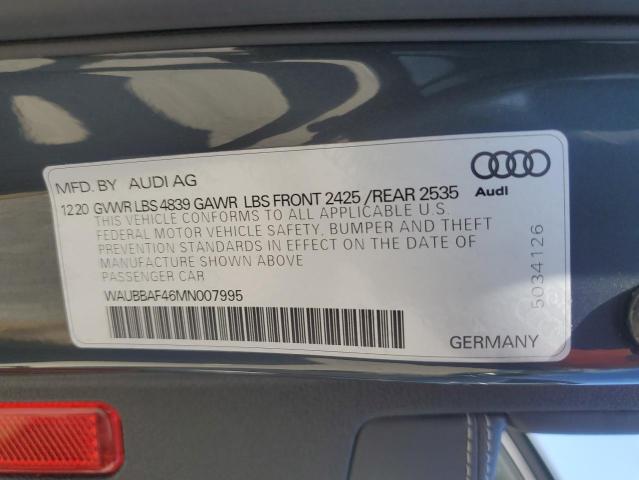 MFD. BY AUDI AG
Audi
12 20 GVWR LBS 4839 GAWR LBS FRONT 2425 /REAR 2535
THIS VEHICLE CONFORMS TO ALL APPLICABLE U.S.
FEDERAL MOTOR VEHICLE SAFETY, BUMPER AND THEFT
PREVENTION STANDARDS IN EFFECT ON THE DATE OF
MANUFACTURE SHOWN ABOVE
PASSENGER CAR
WAUBBAF46MN007995
5034126
GERMANY